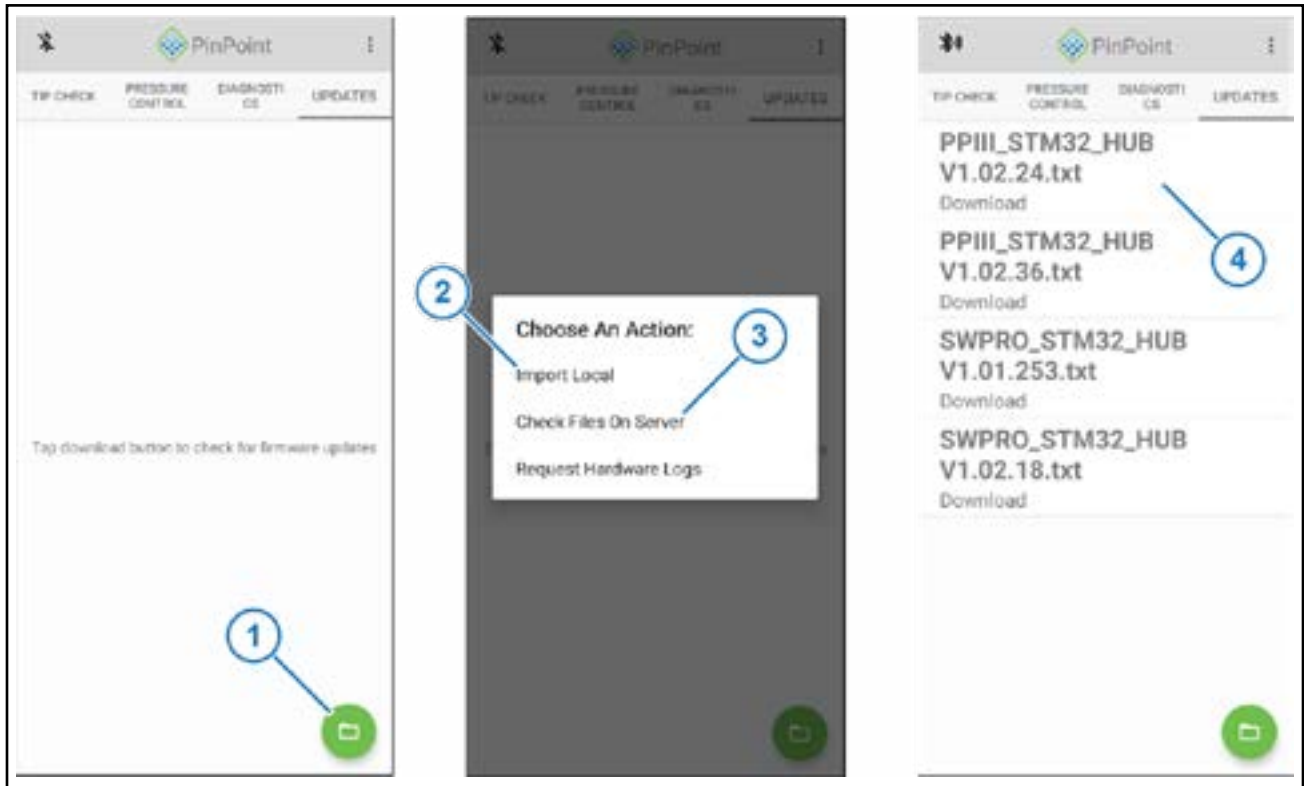 PinPoint
TIP CHECK
PRESSURE
CONTROL
DIAGNOSTI
CS
UPDATES
Tap download button to check for firmware updates
1
PinPoint
TIP CHECK
PRESSURE
CONTROL
DIAGNOSTI
CS
UPDATES
2
3
Choose An Action:
Import Local
Check Files On Server
Request Hardware Logs
PinPoint
TIP CHECK
PRESSURE
CONTROL
DIAGNOSTI
CS
UPDATES
PPIII_STM32_HUB
V1.02.24.txt
Download
PPIII_STM32_HUB
V1.02.36.txt
Download
SWPRO_STM32_HUB
V1.01.253.txt
Download
SWPRO_STM32_HUB
V1.02.18.txt
Download
4